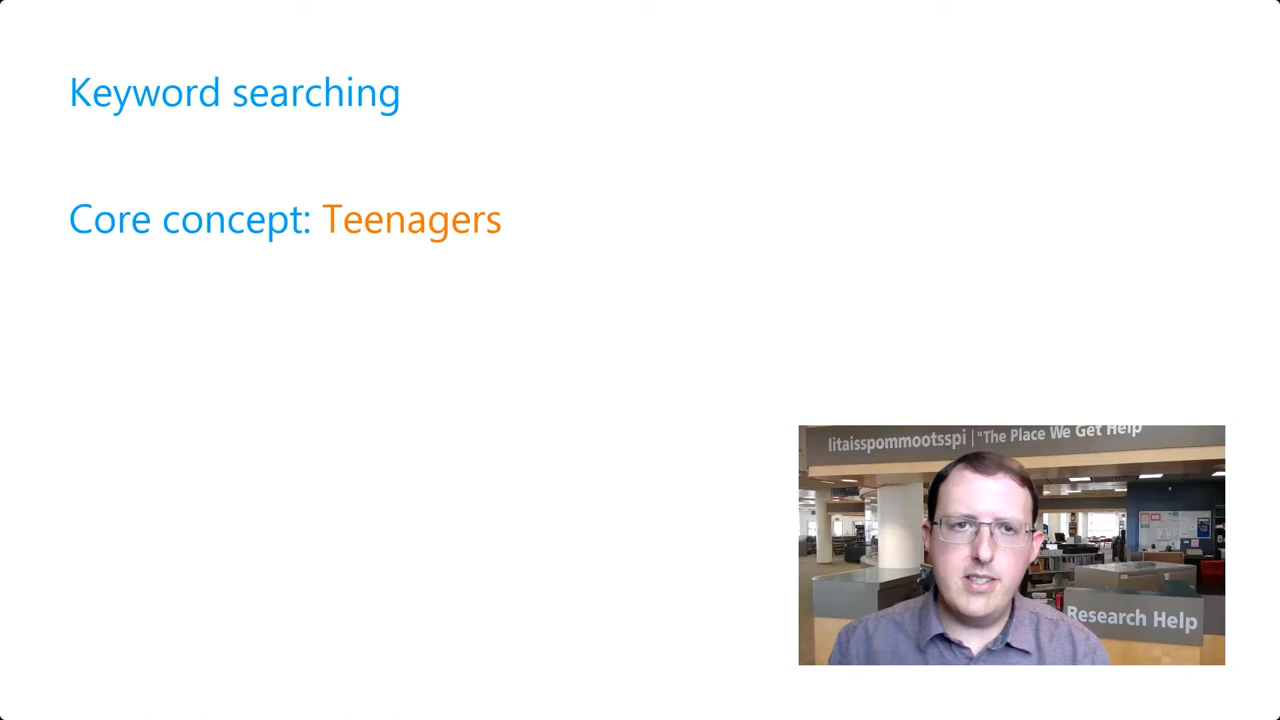 Keyword searching
Core concept: Teenagers
litaisspommootsspi | "The Place We Get Help
Research Help